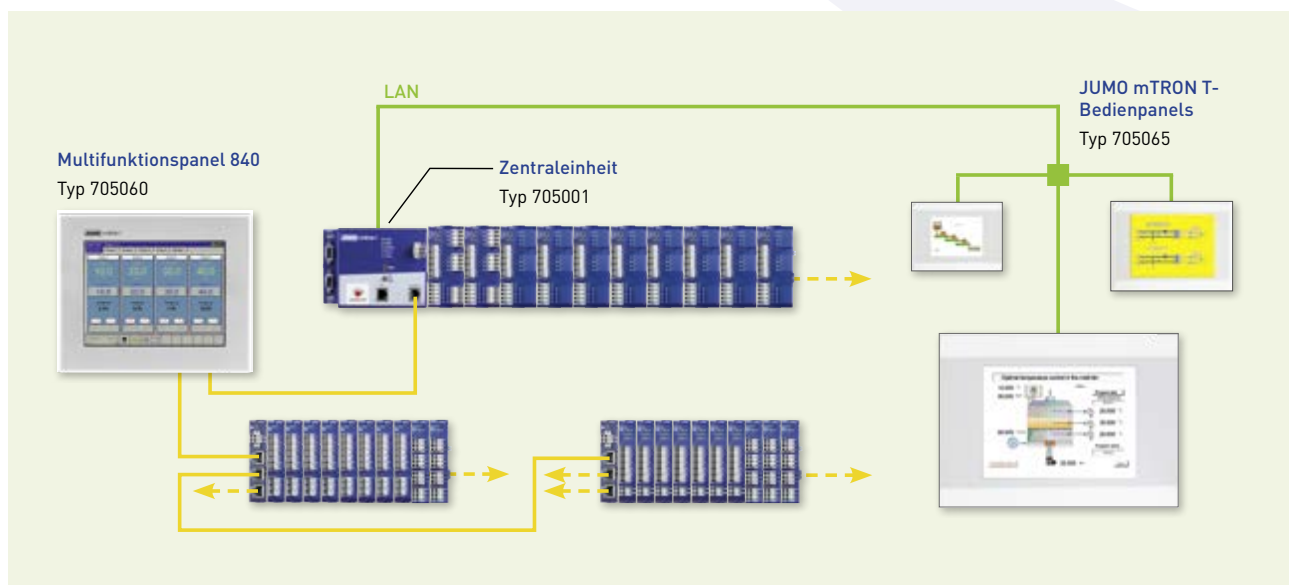 LAN
JUMO mTRON T-
Bedienpanels
Typ 705065
Multifunktionspanel 840
Typ 705060
Zentraleinheit
Typ 705001